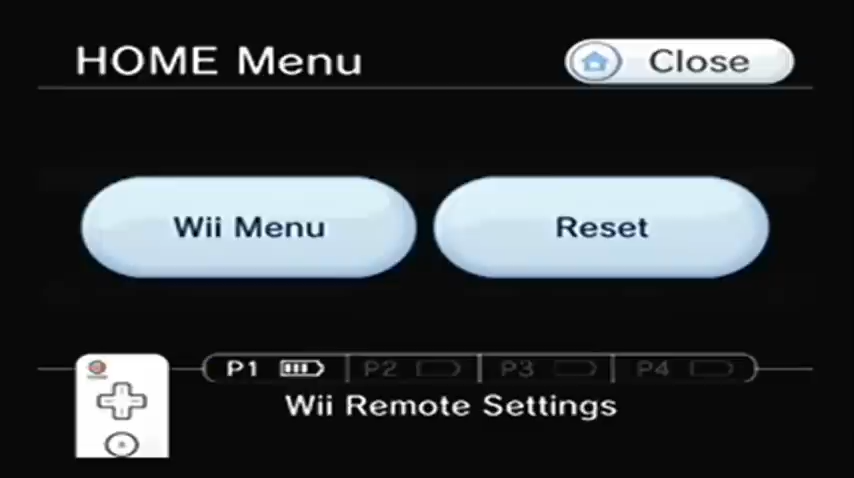 HOME Menu
Close
Wii Menu
Reset
P1 P2 P3 P4
Wii Remote Settings